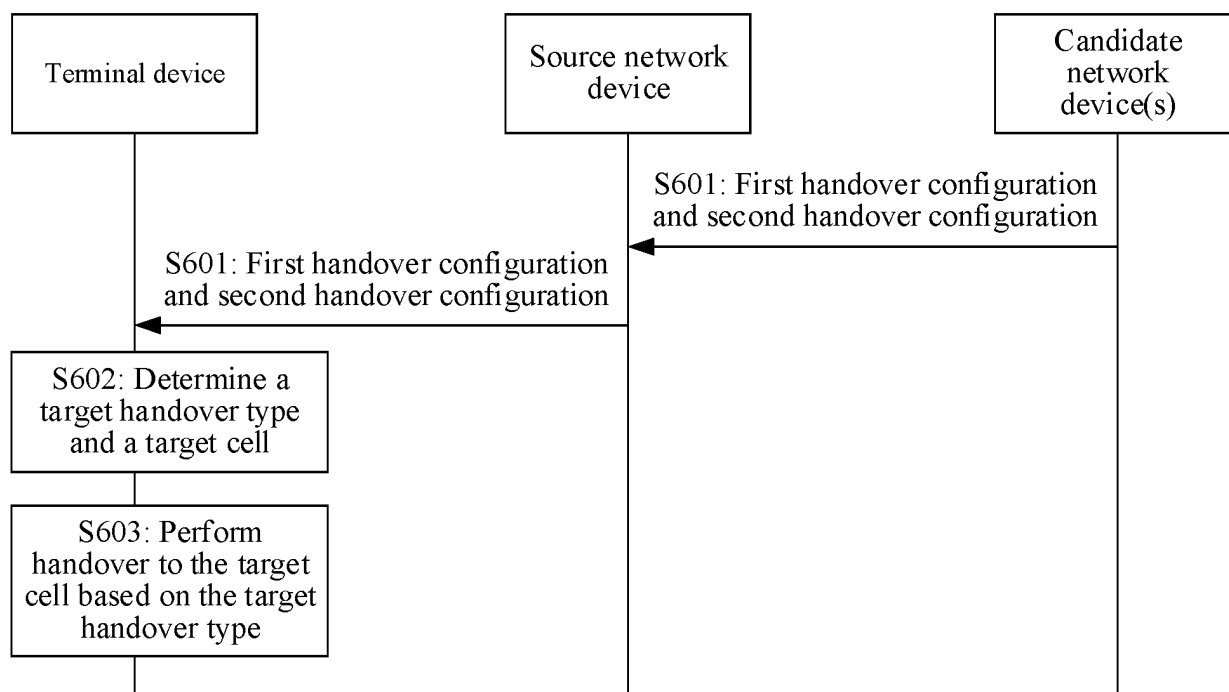 Terminal device
Source network
device
Candidate
network
device(s)
S601: First handover configuration
and second handover configuration
S601: First handover configuration
and second handover configuration
S602: Determine a
target handover type
and a target cell
S603: Perform
handover to the target
cell based on the target
handover type